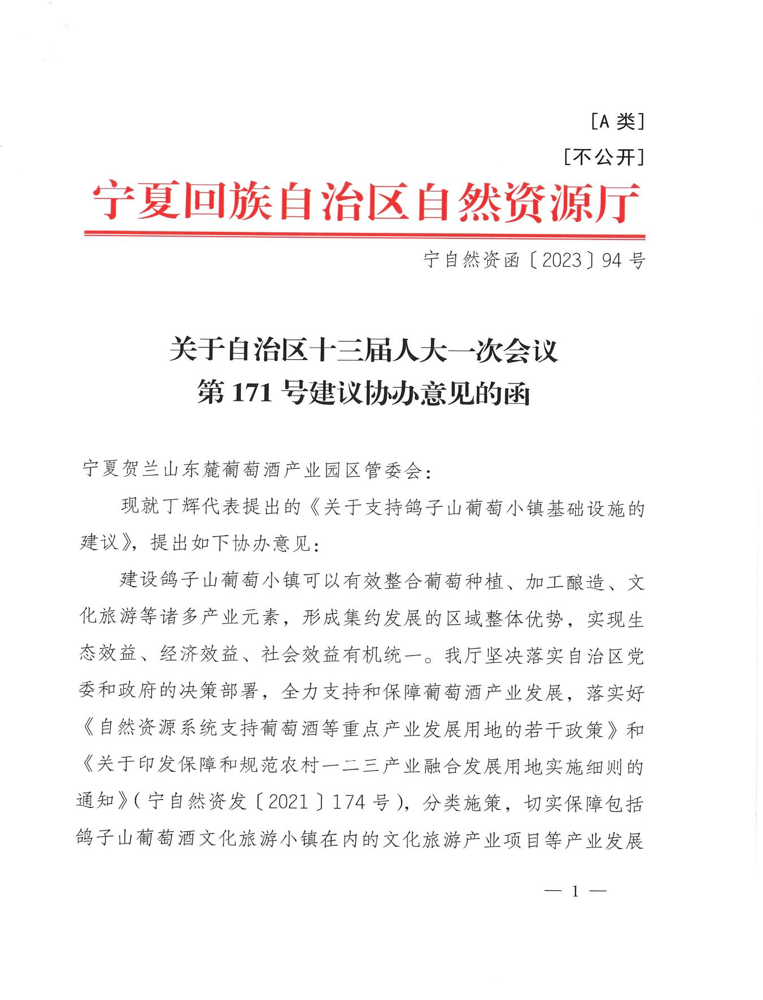 [A 类]
[不公开]
宁夏回族自治区自然资源厅
宁自然资函〔2023〕94 号
关于自治区十三届人大一次会议
第 171 号建议协办意见的函
宁夏贺兰山东麓葡萄酒产业园区管委会：
现就丁辉代表提出的《关于支持鸽子山葡萄小镇基础设施的
建议》，提出如下协办意见：
建设鸽子山葡萄小镇可以有效整合葡萄种植、加工酿造、文
化旅游等诸多产业元素，形成集约发展的区域整体优势，实现生
态效益、经济效益、社会效益有机统一。我厅坚决落实自治区党
委和政府的决策部署，全力支持和保障葡萄酒产业发展，落实好
《自然资源系统支持葡萄酒等重点产业发展用地的若干政策》和
《关于印发保障和规范农村一二三产业融合发展用地实施细则的
通知》（宁自然资发〔2021〕174 号），分类施策，切实保障包括
鸽子山葡萄酒文化旅游小镇在内的文化旅游产业项目等产业发展
— 1 —